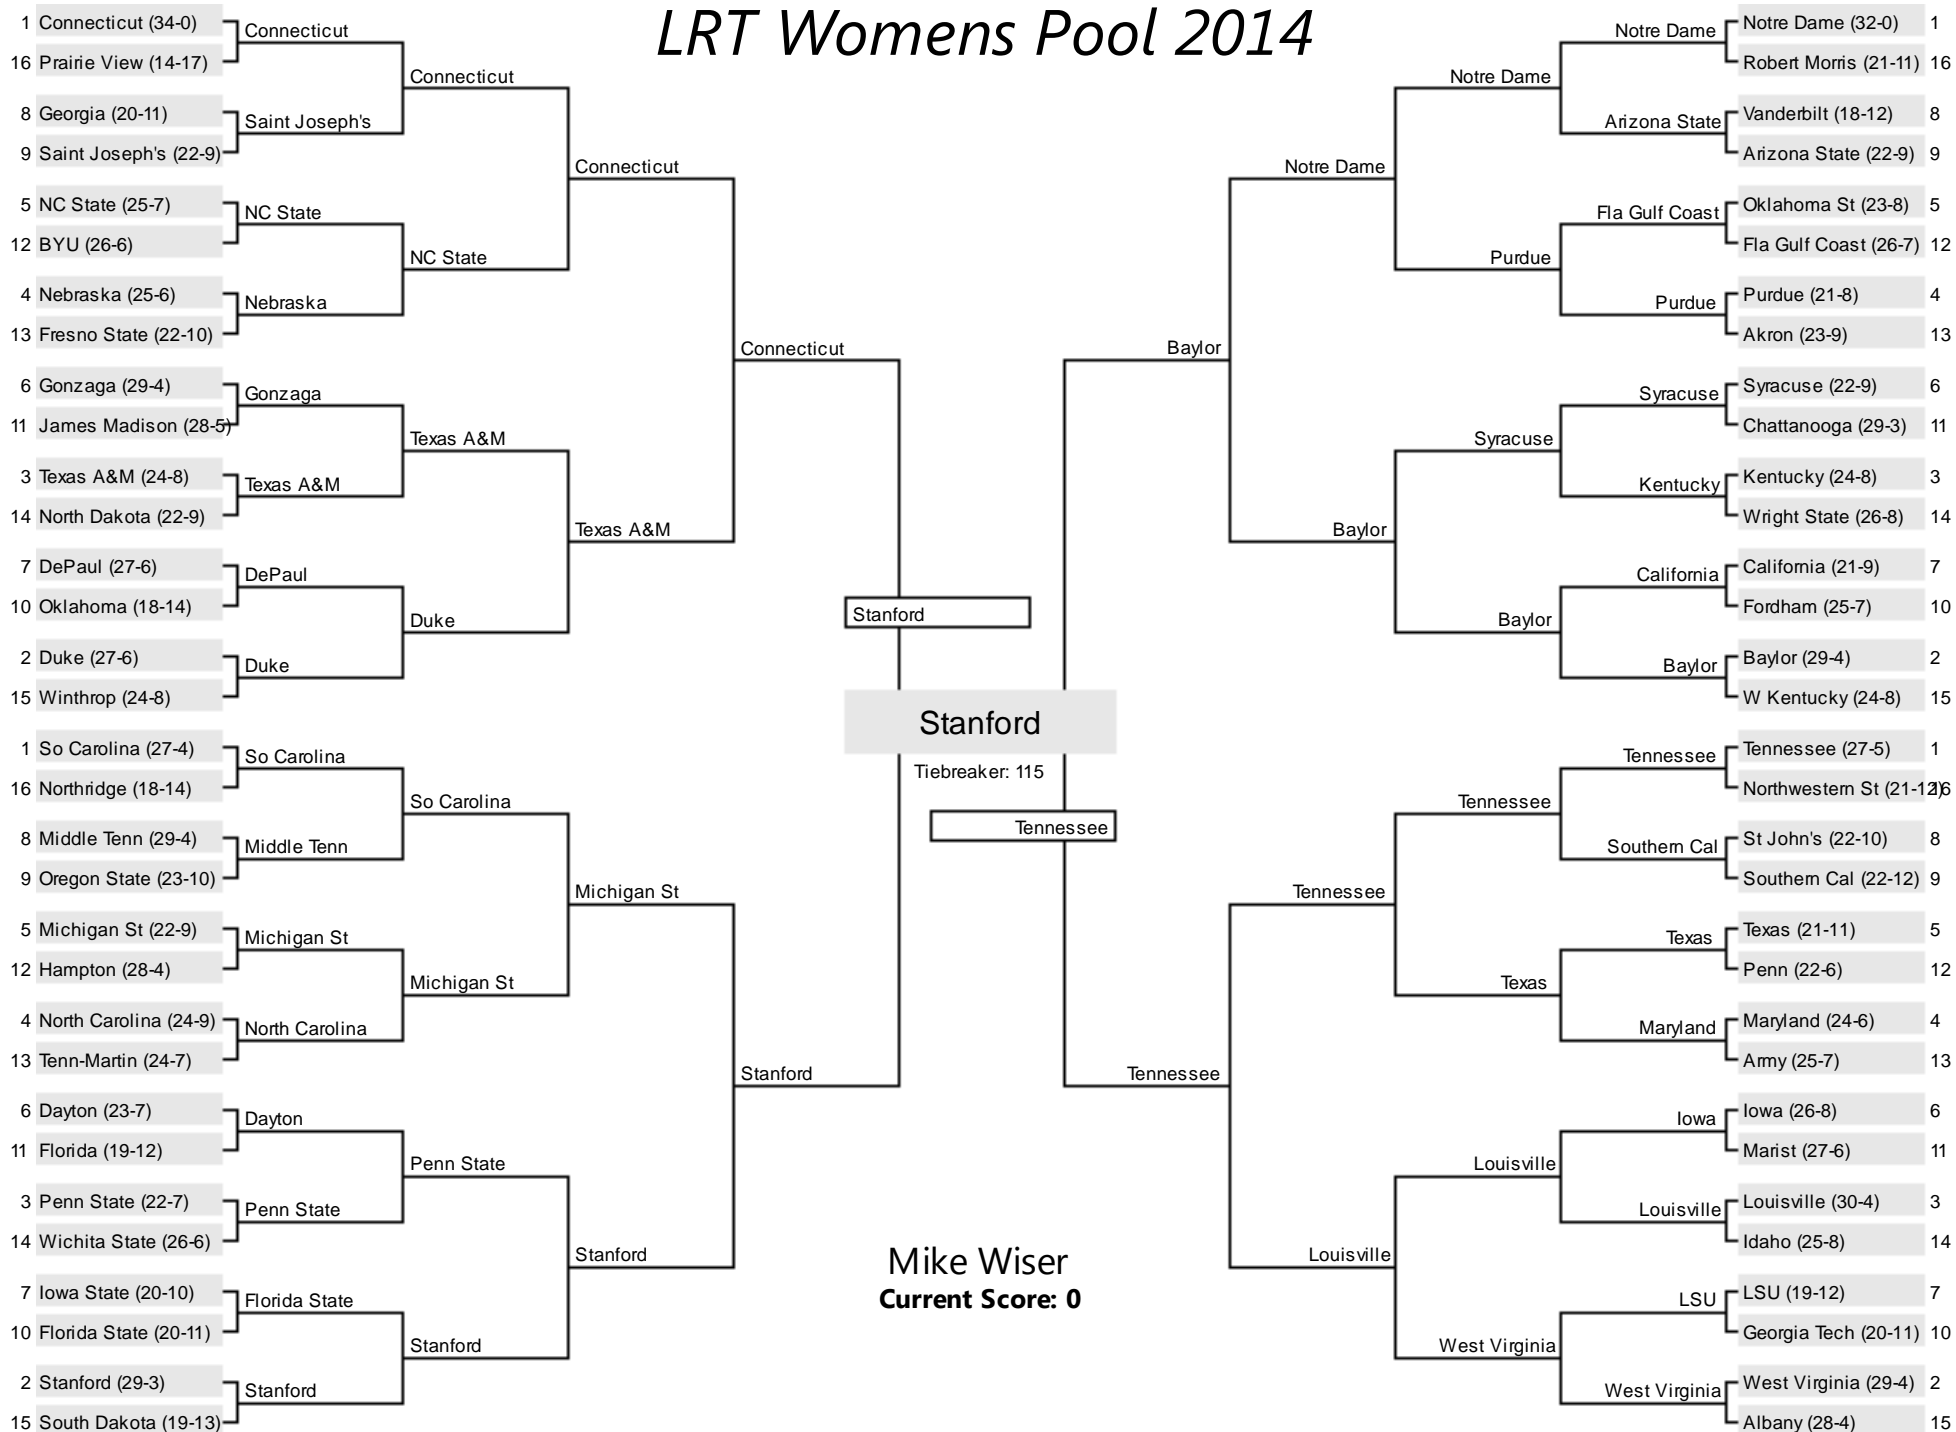 LRT Womens Pool 2014
1 Connecticut (34-0)
Connecticut
16 Prairie View (14-17)
Connecticut
8 Georgia (20-11)
Saint Joseph's
9 Saint Joseph's (22-9)
Connecticut
5 NC State (25-7)
NC State
12 BYU (26-6)
NC State
4 Nebraska (25-6)
Nebraska
13 Fresno State (22-10)
Connecticut
6 Gonzaga (29-4)
Gonzaga
11 James Madison (28-5)
Texas A&M
3 Texas A&M (24-8)
Texas A&M
14 North Dakota (22-9)
Texas A&M
7 DePaul (27-6)
DePaul
10 Oklahoma (18-14)
Duke
2 Duke (27-6)
Duke
15 Winthrop (24-8)
1 So Carolina (27-4)
So Carolina
16 Northridge (18-14)
So Carolina
8 Middle Tenn (29-4)
Middle Tenn
9 Oregon State (23-10)
Michigan St
5 Michigan St (22-9)
Michigan St
12 Hampton (28-4)
Michigan St
4 North Carolina (24-9)
North Carolina
13 Tenn-Martin (24-7)
Stanford
6 Dayton (23-7)
Dayton
11 Florida (19-12)
Penn State
3 Penn State (22-7)
Penn State
14 Wichita State (26-6)
Stanford
7 Iowa State (20-10)
Florida State
10 Florida State (20-11)
Stanford
2 Stanford (29-3)
Stanford
15 South Dakota (19-13)
Stanford
Stanford
Tiebreaker: 115
Tennessee
Mike Wiser
Current Score: 0
Notre Dame (32-0) 1
Notre Dame
Robert Morris (21-11) 16
Notre Dame
Vanderbilt (18-12) 8
Arizona State
Arizona State (22-9) 9
Notre Dame
Oklahoma St (23-8) 5
Fla Gulf Coast
Fla Gulf Coast (26-7) 12
Purdue
Purdue (21-8) 4
Purdue
Akron (23-9) 13
Baylor
Syracuse (22-9) 6
Syracuse
Chattanooga (29-3) 11
Syracuse
Kentucky (24-8) 3
Kentucky
Wright State (26-8) 14
Baylor
California (21-9) 7
California
Fordham (25-7) 10
Baylor
Baylor (29-4) 2
Baylor
W Kentucky (24-8) 15
Tennessee (27-5) 1
Tennessee
Northwestern St (21-12) 16
Tennessee
St John's (22-10) 8
Southern Cal
Southern Cal (22-12) 9
Tennessee
Texas (21-11) 5
Texas
Penn (22-6) 12
Texas
Maryland (24-6) 4
Maryland
Army (25-7) 13
Tennessee
Iowa (26-8) 6
Iowa
Marist (27-6) 11
Louisville
Louisville (30-4) 3
Louisville
Idaho (25-8) 14
Louisville
LSU (19-12) 7
LSU
Georgia Tech (20-11) 10
West Virginia
West Virginia (29-4) 2
West Virginia
Albany (28-4) 15